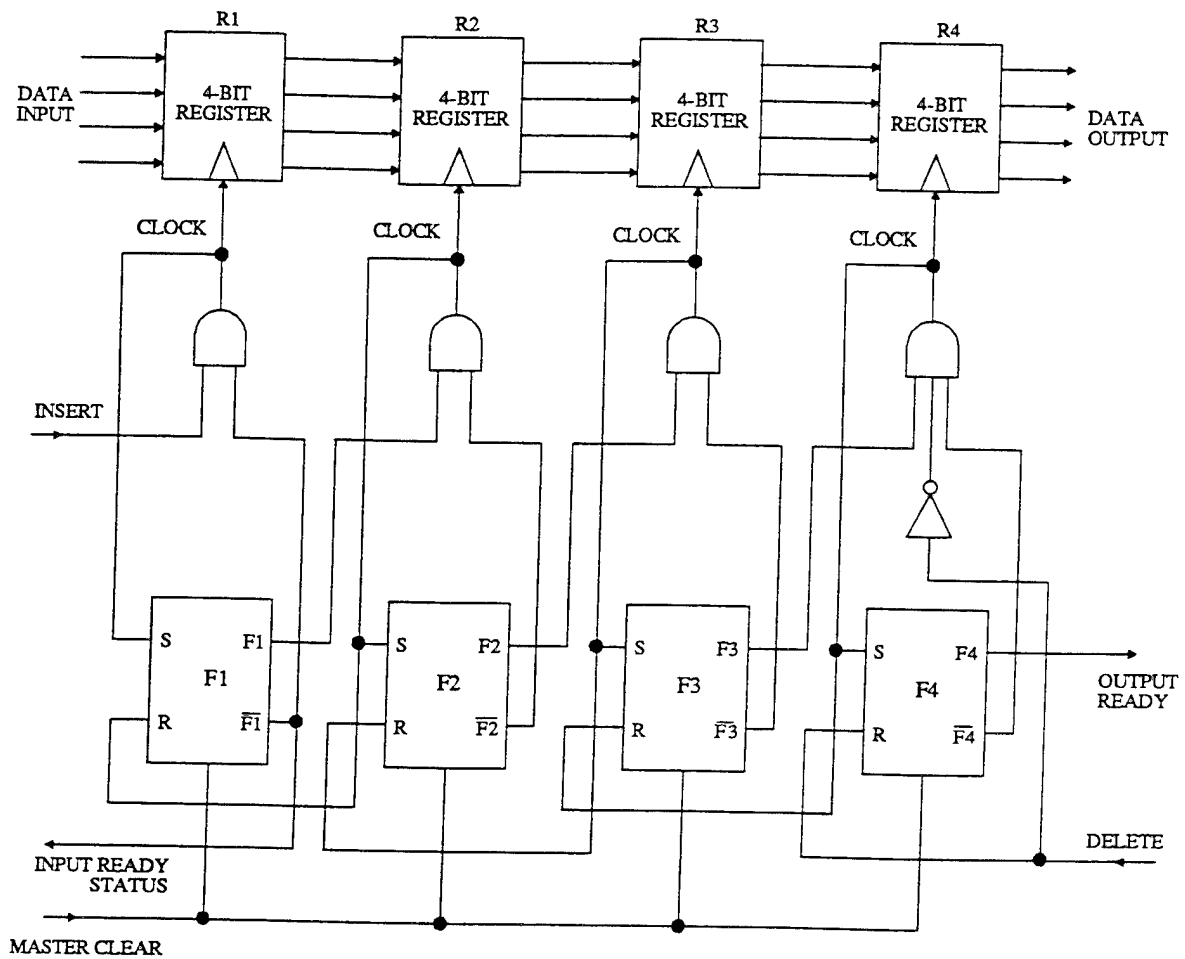 R1
R2
R3
R4
DATA
INPUT
4-BIT
REGISTER
4-BIT
REGISTER
4-BIT
REGISTER
4-BIT
REGISTER
DATA
OUTPUT
CLOCK
CLOCK
CLOCK
CLOCK
INSERT
S
F1
F1
R
F1
S
F2
F2
R
F2
S
F3
F3
R
F3
S
F4
F4
R
F4
OUTPUT
READY
INPUT READY
STATUS
DELETE
MASTER CLEAR